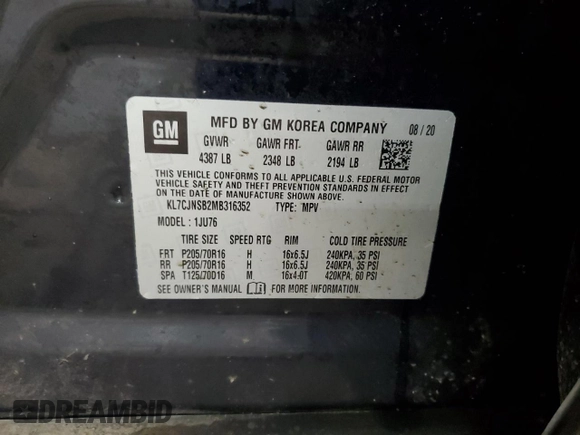 GM
MFD BY GM KOREA COMPANY 08/20
GVWR GAWR FRT GAWR RR
4387 LB 2348 LB 2194 LB
THIS VEHICLE CONFORMS TO ALL APPLICABLE U.S. FEDERAL MOTOR
VEHICLE SAFETY AND THEFT PREVENTION STANDARDS IN EFFECT
ON THE DATE OF MANUFACTURE SHOWN ABOVE.
KL7CJNSB2MB316352 TYPE: MPV
MODEL: 1JU76
TIRE SIZE SPEED RTG RIM COLD TIRE PRESSURE
FRT P205/70R16 H 16x6.5J 240KPA, 35 PSI
RR P205/70R16 H 16x6.5J 240KPA, 35 PSI
SPA T125/70D16 M 16x4.0T 420KPA, 60 PSI
SEE OWNER'S MANUAL FOR MORE INFORMATION.
DREAMBID